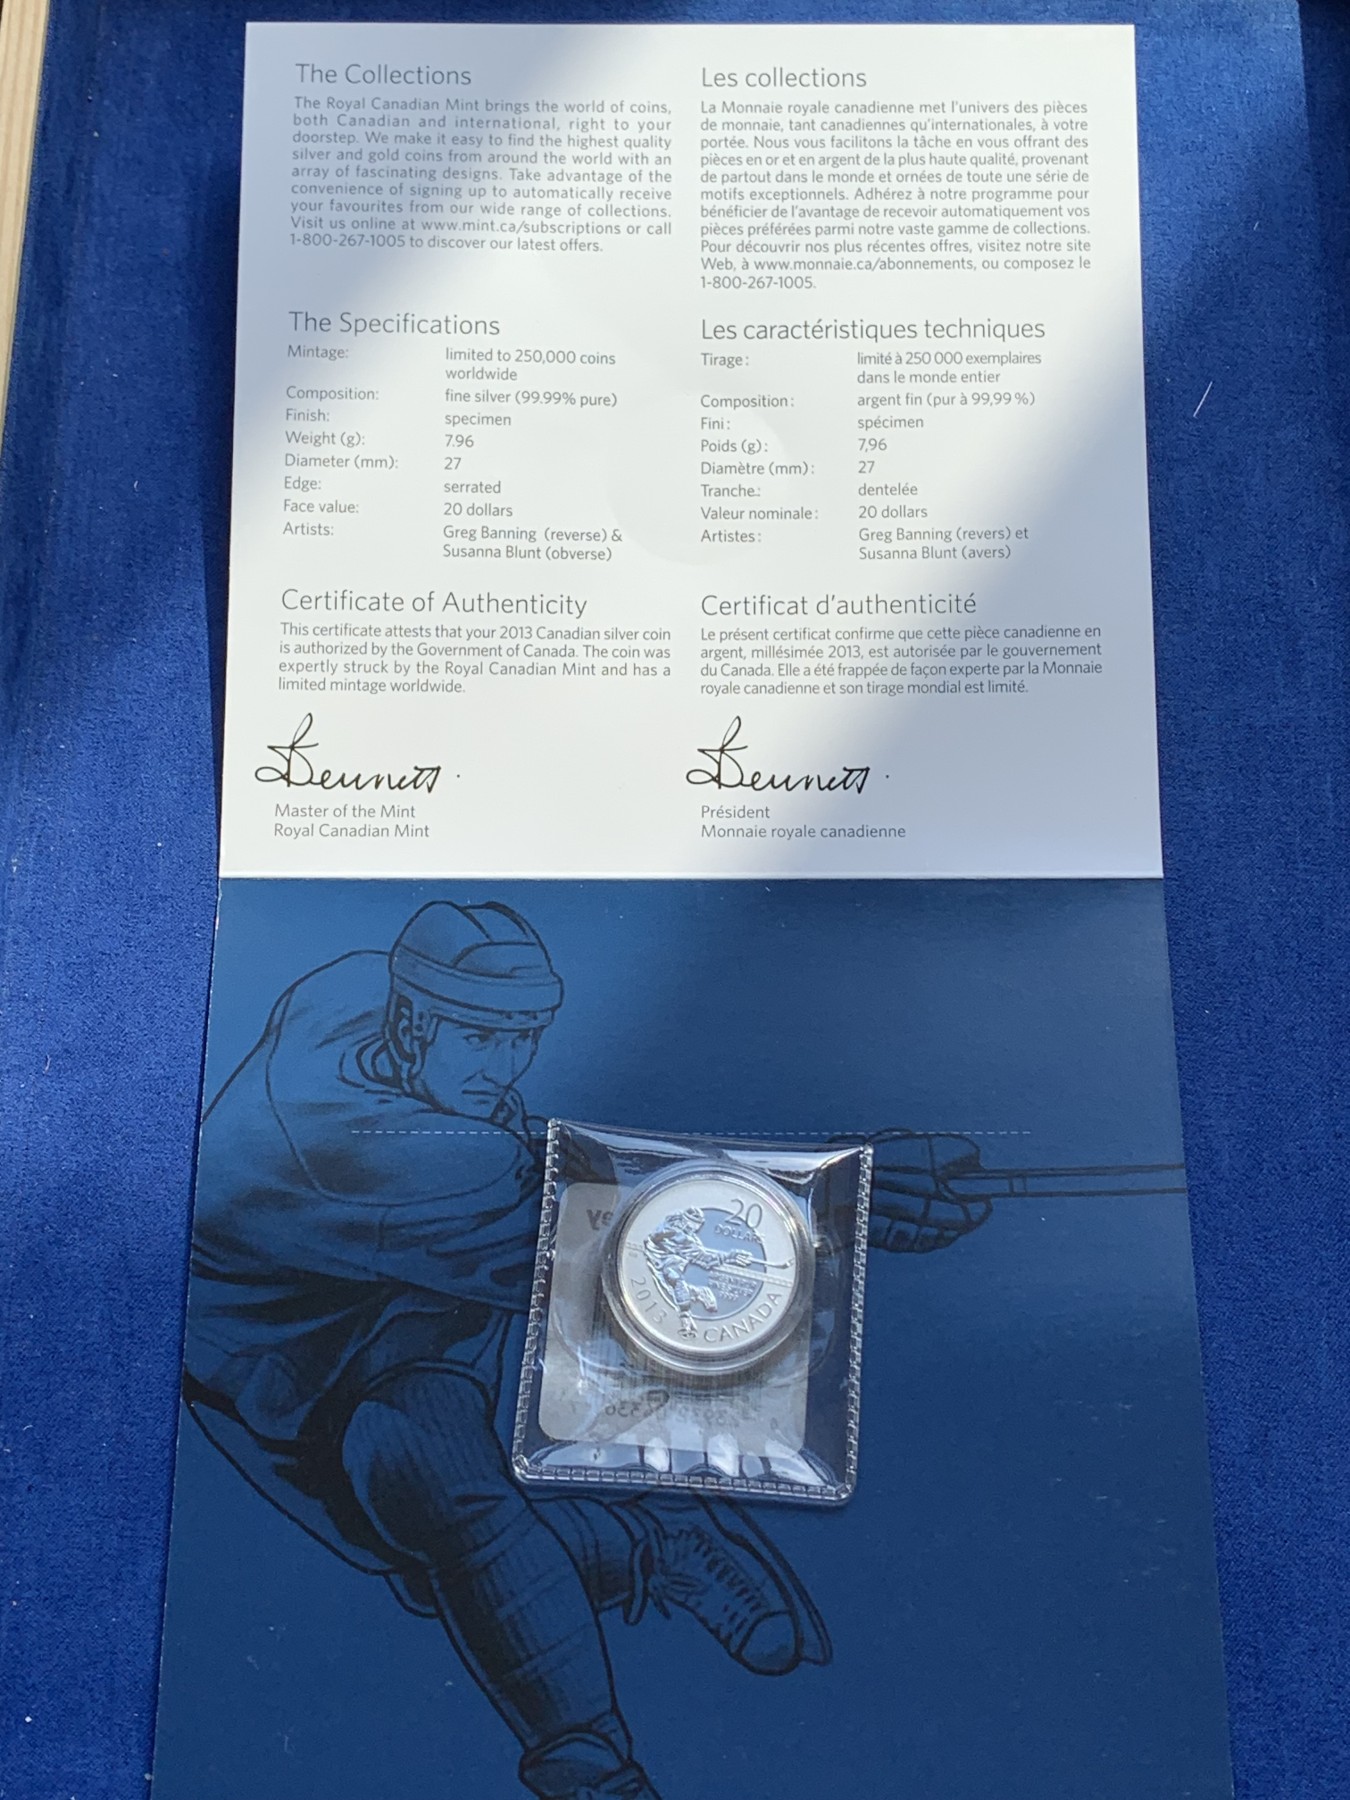 The Collections
The Royal Canadian Mint brings the world of coins,
both Canadian and international, right to your
doorstep. We make it easy to find the highest quality
silver and gold coins from around the world with an
array of fascinating designs. Take advantage of the
convenience of signing up to automatically receive
your favourites from our wide range of collections.
Visit us online at www.mint.ca/subscriptions or call
1-800-267-1005 to discover our latest offers.
Les collections
La Monnaie royale canadienne met l'univers des pièces
de monnaie, tant canadiennes qu'internationales, à votre
portée. Nous vous facilitons la tâche en vous offrant des
pièces en or et en argent de la plus haute qualité, provenant
de partout dans le monde et ornées de toute une série de
motifs exceptionnels. Adhérez à notre programme pour
bénéficier de l'avantage de recevoir automatiquement vos
pièces préférées parmi notre vaste gamme de collections.
Pour découvrir nos plus récentes offres, visitez notre site
Web, à www.monnaie.ca/abonnements, ou composez le
1-800-267-1005.
The Specifications
Mintage: limited to 250,000 coins
worldwide
Composition: fine silver (99.99% pure)
Finish: specimen
Weight (g): 7.96
Diameter (mm): 27
Edge: serrated
Face value: 20 dollars
Artists: Greg Banning (reverse) &
Susanna Blunt (obverse)
Les caractéristiques techniques
Tirage : limité à 250 000 exemplaires
dans le monde entier
Composition : argent fin (pur à 99,99 %)
Fini : spécimen
Poids (g) : 7,96
Diamètre (mm) : 27
Tranche : dentelée
Valeur nominale : 20 dollars
Artistes : Greg Banning (revers) et
Susanna Blunt (avers)
Certificate of Authenticity
This certificate attests that your 2013 Canadian silver coin
is authorized by the Government of Canada. The coin was
expertly struck by the Royal Canadian Mint and has a
limited mintage worldwide.
Bennett
Master of the Mint
Royal Canadian Mint
Certificat d'authenticité
Le présent certificat confirme que cette pièce canadienne en
argent, millésimée 2013, est autorisée par le gouvernement
du Canada. Elle a été frappée de façon experte par la Monnaie
royale canadienne et son tirage mondial est limité.
Bennett
Président
Monnaie royale canadienne
20
DOLLARS
2013
CANADA